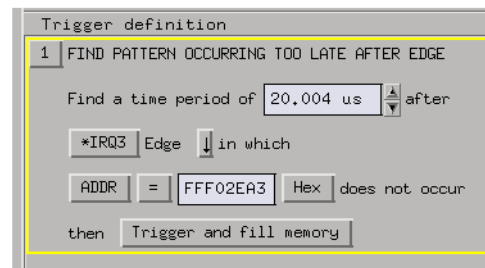 Trigger definition
1 FIND PATTERN OCCURRING TOO LATE AFTER EDGE
Find a time period of 20.004 us after
*IRQ3 Edge ↓ in which
ADDR = FFF02EA3 Hex does not occur
then Trigger and fill memory